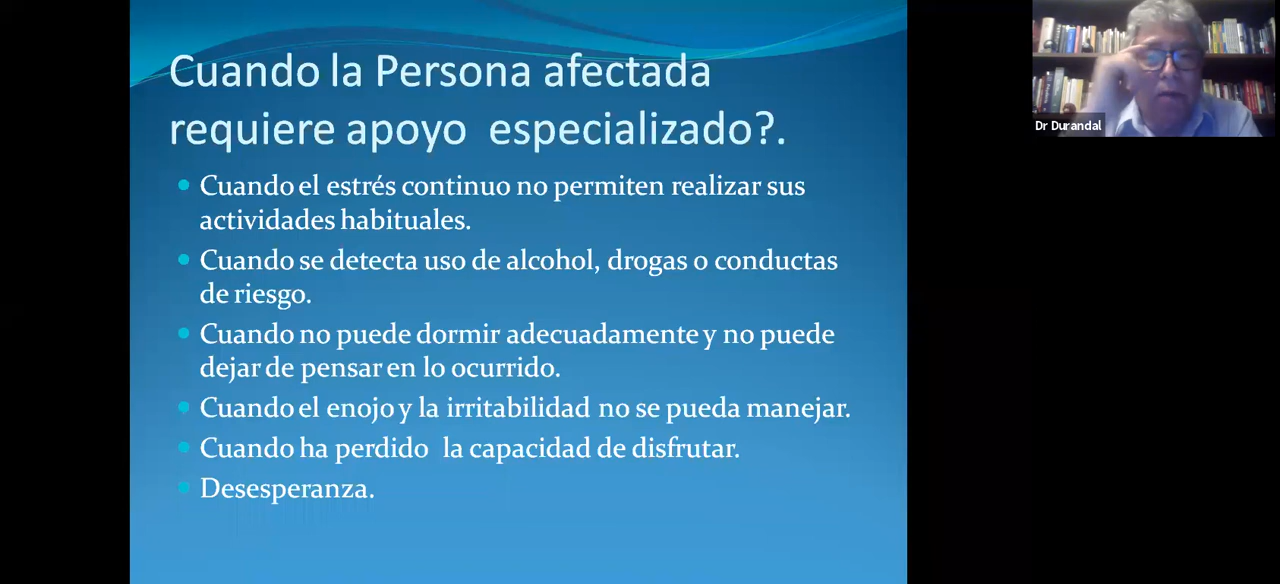 Cuando la Persona afectada
requiere apoyo especializado?.
Cuando el estrés continuo no permiten realizar sus
actividades habituales.
Cuando se detecta uso de alcohol, drogas o conductas
de riesgo.
Cuando no puede dormir adecuadamente y no puede
dejar de pensar en lo ocurrido.
Cuando el enojo y la irritabilidad no se pueda manejar.
Cuando ha perdido la capacidad de disfrutar.
Desesperanza.
Dr Durandal